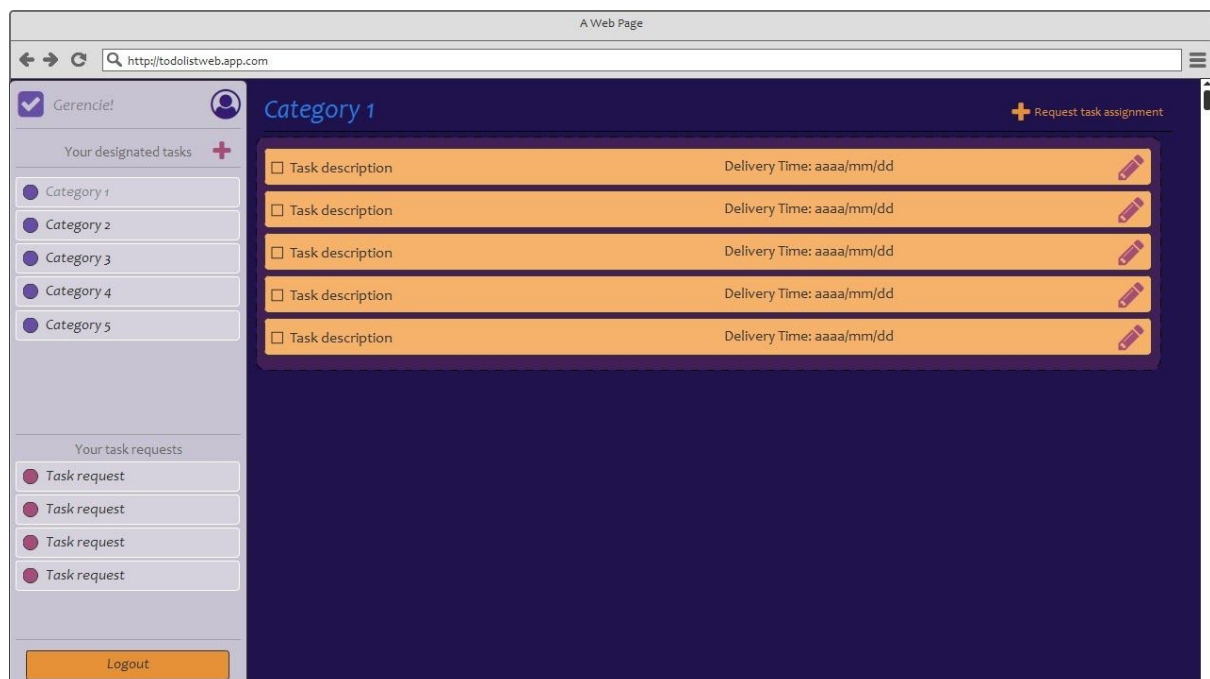 A Web Page
http://todolistweb.app.com
Gerencie!
Your designated tasks
Category 1
Category 2
Category 3
Category 4
Category 5
Your task requests
Task request
Task request
Task request
Task request
Logout
Category 1
Request task assignment
Task description Delivery Time: aaaa/mm/dd
Task description Delivery Time: aaaa/mm/dd
Task description Delivery Time: aaaa/mm/dd
Task description Delivery Time: aaaa/mm/dd
Task description Delivery Time: aaaa/mm/dd